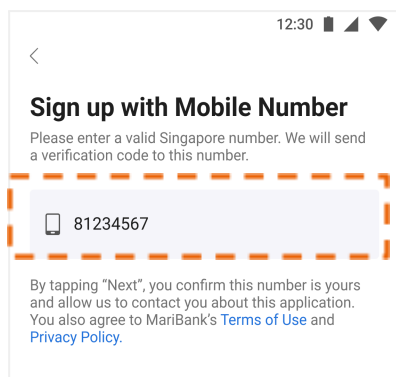 12:30
Sign up with Mobile Number
Please enter a valid Singapore number. We will send
a verification code to this number.
81234567
By tapping “Next”, you confirm this number is yours
and allow us to contact you about this application.
You also agree to MariBank’s Terms of Use and
Privacy Policy.